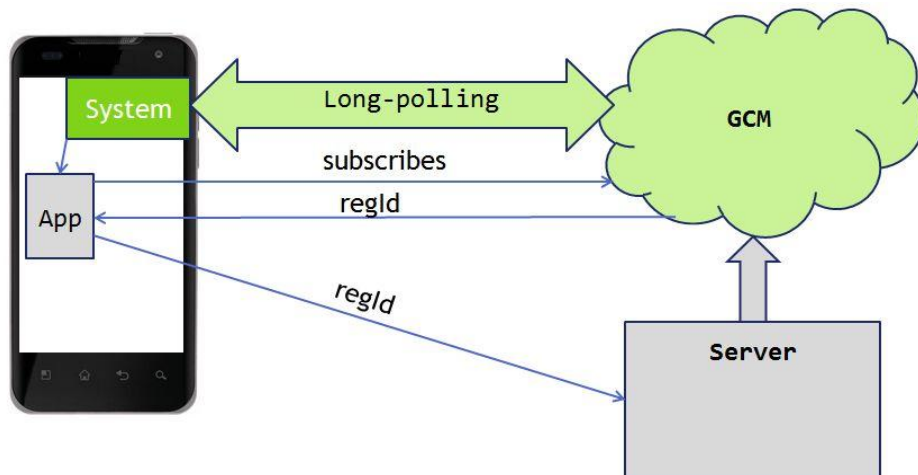 System
Long-polling
GCM
subscribes
App
regId
regId
Server